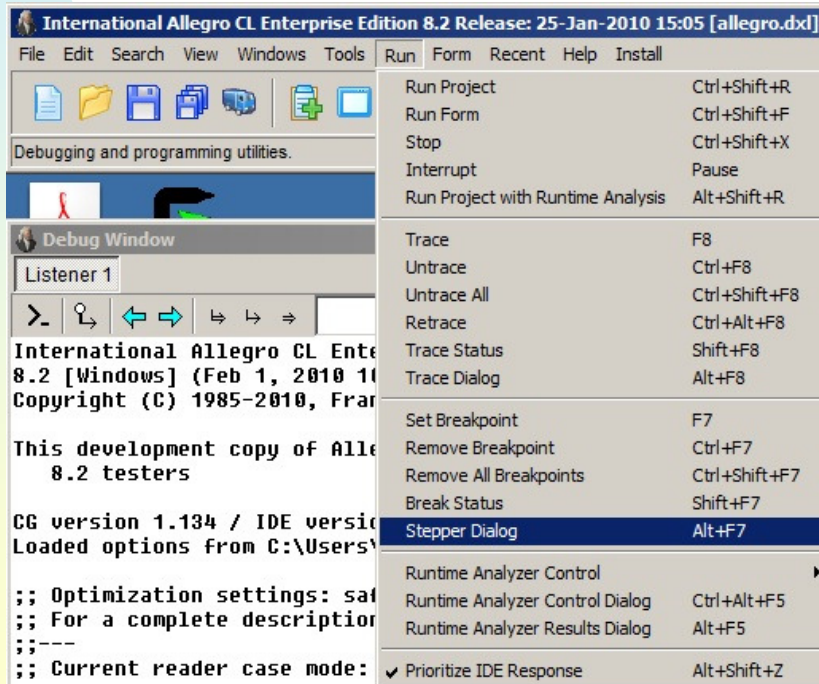 International Allegro CL Enterprise Edition 8.2 Release: 25-Jan-2010 15:05 [allegro.dxl]
File Edit Search View Windows Tools Run Form Recent Help Install
Debugging and programming utilities.
Debug Window
Listener 1
International Allegro CL Ente
8.2 [Windows] (Feb 1, 2010 1
Copyright (C) 1985-2010, Fran
This development copy of Alle
8.2 testers
CG version 1.134 / IDE versio
Loaded options from C:\Users\
;; Optimization settings: saf
;; For a complete description
;;---
;; Current reader case mode:
Run Project Ctrl+Shift+R
Run Form Ctrl+Shift+F
Stop Ctrl+Shift+X
Interrupt Pause
Run Project with Runtime Analysis Alt+Shift+R
Trace F8
Untrace Ctrl+F8
Untrace All Ctrl+Shift+F8
Retrace Ctrl+Alt+F8
Trace Status Shift+F8
Trace Dialog Alt+F8
Set Breakpoint F7
Remove Breakpoint Ctrl+F7
Remove All Breakpoints Ctrl+Shift+F7
Break Status Shift+F7
Stepper Dialog Alt+F7
Runtime Analyzer Control
Runtime Analyzer Control Dialog Ctrl+Alt+F5
Runtime Analyzer Results Dialog Alt+F5
Prioritize IDE Response Alt+Shift+Z